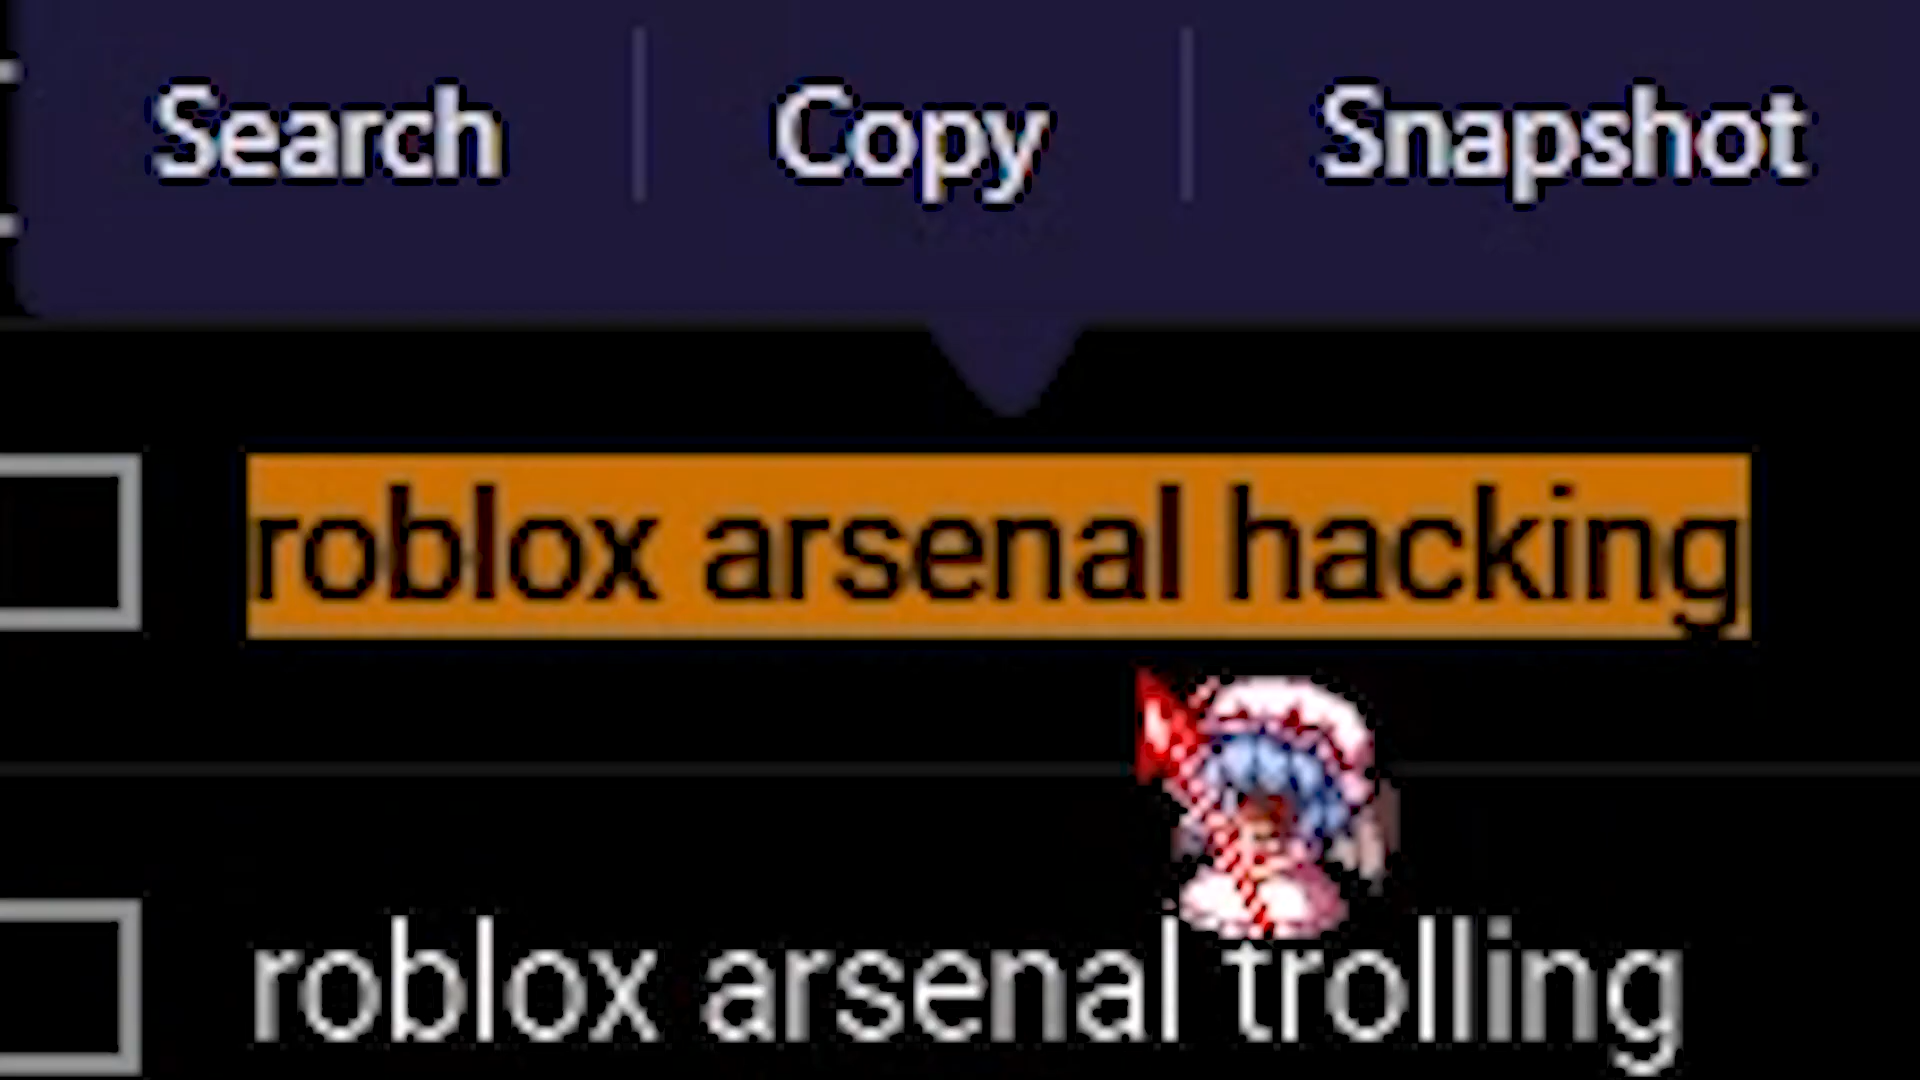 Search Copy Snapshot
roblox arsenal hacking
roblox arsenal trolling